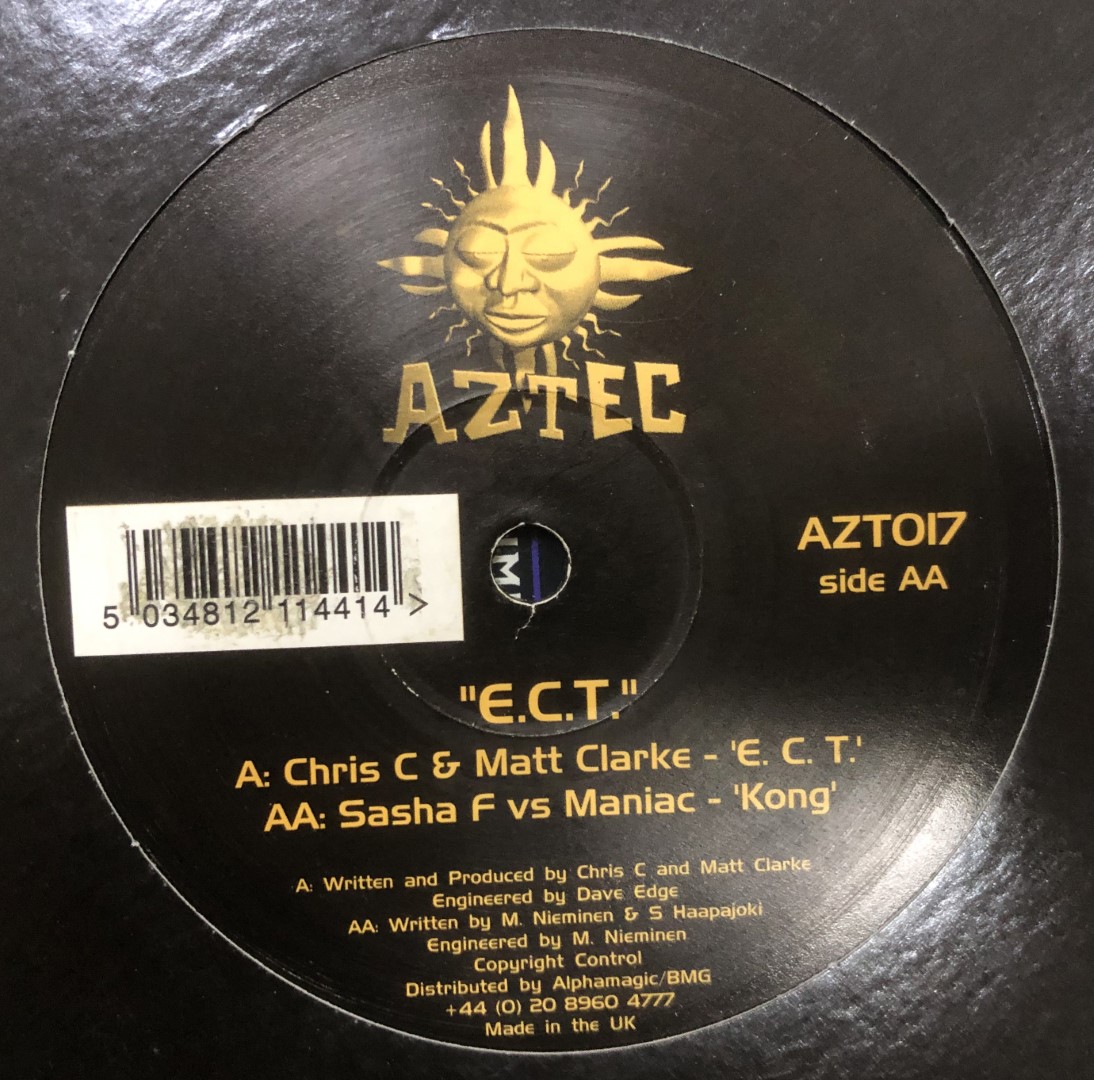 AZTEC
AZT017
side AA
5 034812 114414 >
"E.C.T."
A: Chris C & Matt Clarke - 'E. C. T.'
AA: Sasha F vs Maniac - 'Kong'
A: Written and Produced by Chris C and Matt Clarke
Engineered by Dave Edge
AA: Written by M. Nieminen & S Haapajoki
Engineered by M. Nieminen
Copyright Control
Distributed by Alphamagic/BMG
+44 (0) 20 8960 4777
Made in the UK